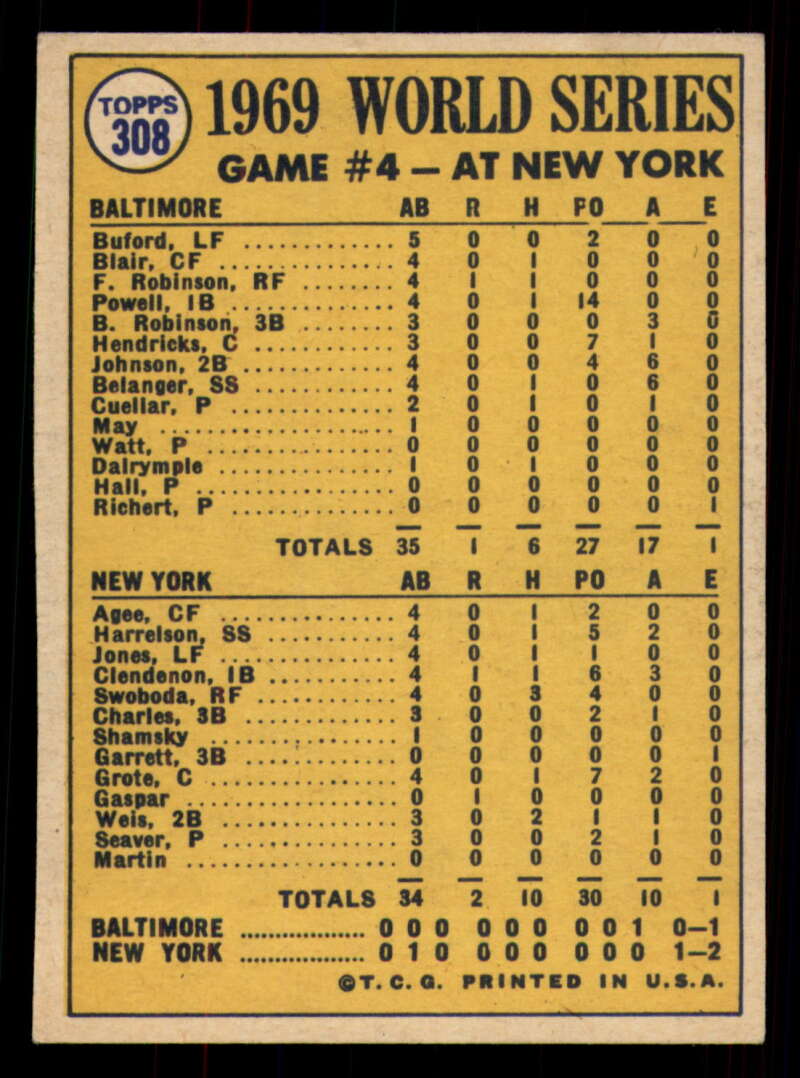 TOPPS
308
1969 WORLD SERIES
GAME #4 – AT NEW YORK
BALTIMORE AB R H PO A E
Buford, LF .............. 5 0 0 2 0 0
Blair, CF ................ 4 0 1 0 0 0
F. Robinson, RF ........ 4 1 1 0 0 0
Powell, 1B ............... 4 0 1 14 0 0
B. Robinson, 3B ........ 3 0 0 0 3 0
Hendricks, C ............ 3 0 0 7 1 0
Johnson, 2B .............. 4 0 0 4 6 0
Belanger, SS ............ 4 0 1 0 6 0
Cuellar, P .............. 2 0 1 0 1 0
May ..................... 1 0 0 0 0 0
Watt, P ................. 0 0 0 0 0 0
Dalrymple ............... 1 0 1 0 0 0
Hall, P ................. 0 0 0 0 0 0
Richert, P .............. 0 0 0 0 0 1
TOTALS 35 1 6 27 17 1
NEW YORK AB R H PO A E
Agee, CF ............... 4 0 1 2 0 0
Harrelson, SS .......... 4 0 1 5 2 0
Jones, LF .............. 4 0 1 1 0 0
Clendenon, 1B .......... 4 1 1 6 3 0
Swoboda, RF ............ 4 0 3 4 0 0
Charles, 3B ............ 3 0 0 2 1 0
Shamsky ................ 1 0 0 0 0 0
Garrett, 3B ............ 0 0 0 0 0 1
Grote, C ............... 4 0 1 7 2 0
Gaspar ................. 0 1 0 0 0 0
Weis, 2B ............... 3 0 2 1 1 0
Seaver, P .............. 3 0 0 2 1 0
Martin ................. 0 0 0 0 0 0
TOTALS 34 2 10 30 10 1
BALTIMORE .................. 0 0 0 0 0 0 0 0 1 0–1
NEW YORK .................. 0 1 0 0 0 0 0 0 0 1–2
©T. C. G. PRINTED IN U.S.A.